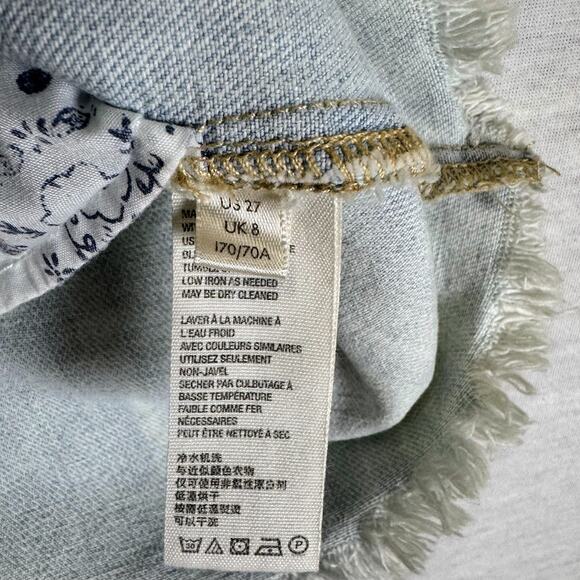 US 27
UK 8
170/70A
LOW IRON AS NEEDED
MAY BE DRY CLEANED
LAVER À LA MACHINE À
L'EAU FROID
AVEC COULEURS SIMILAIRES
UTILISEZ SEULEMENT
NON-JAVEL
SECHER PAR CULBUTAGE À
BASSE TEMPÉRATURE
FAIBLE COMME FER
NÉCESSAIRES
PEUT ÊTRE NETTOYÉ À SEC
冷水机洗
与近似颜色衣物
仅可使用非氯性漂白剂
低温烘干
低温熨烫
可以干洗
30
P